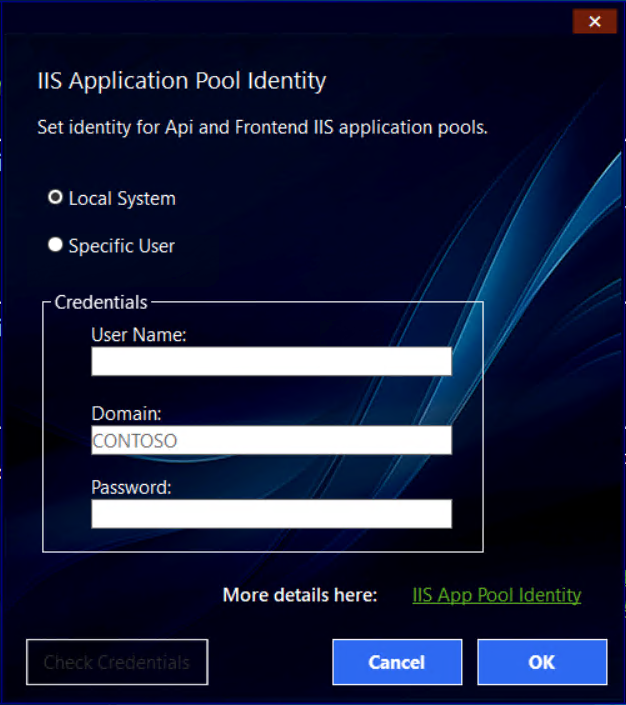 IIS Application Pool Identity
Set identity for Api and Frontend IIS application pools.
Local System
Specific User
Credentials
User Name:
Domain:
CONTOSO
Password:
More details here: IIS App Pool Identity
Check Credentials Cancel OK